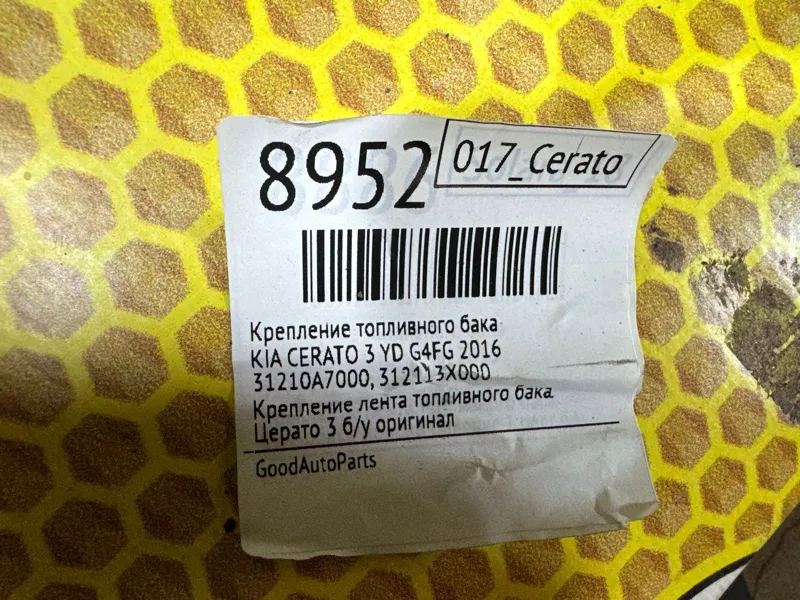 8952
017_Cerato
Крепление топливного бака
KIA CERATO 3 YD G4FG 2016
31210A7000, 312113X000
Крепление лента топливного бака
Церато 3 б/у оригинал
GoodAutoParts